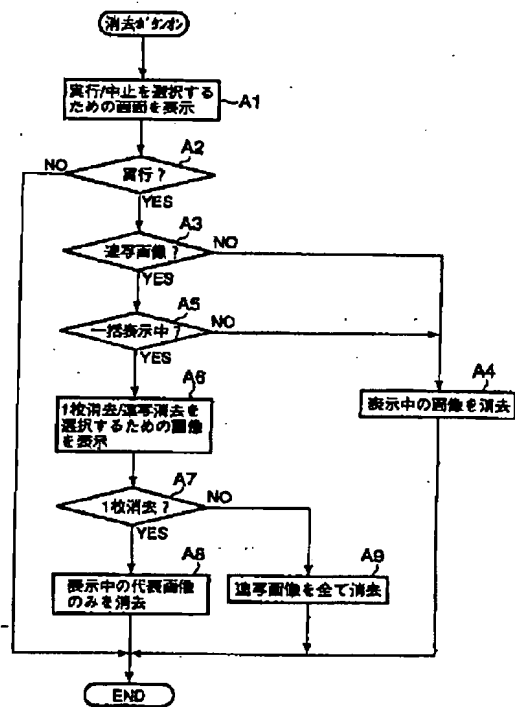 消去ボタンオン
実行/中止を選択する
ための画面を表示
A1
A2
NO
実行？
YES
A3
連写画像？
NO
YES
A5
一括表示中？
NO
YES
A4
表示中の画像を消去
A6
1枚消去/連写消去を
選択するための画像
を表示
A7
1枚消去？
NO
YES
A8
表示中の代表画像
のみを消去
A9
連写画像を全て消去
END